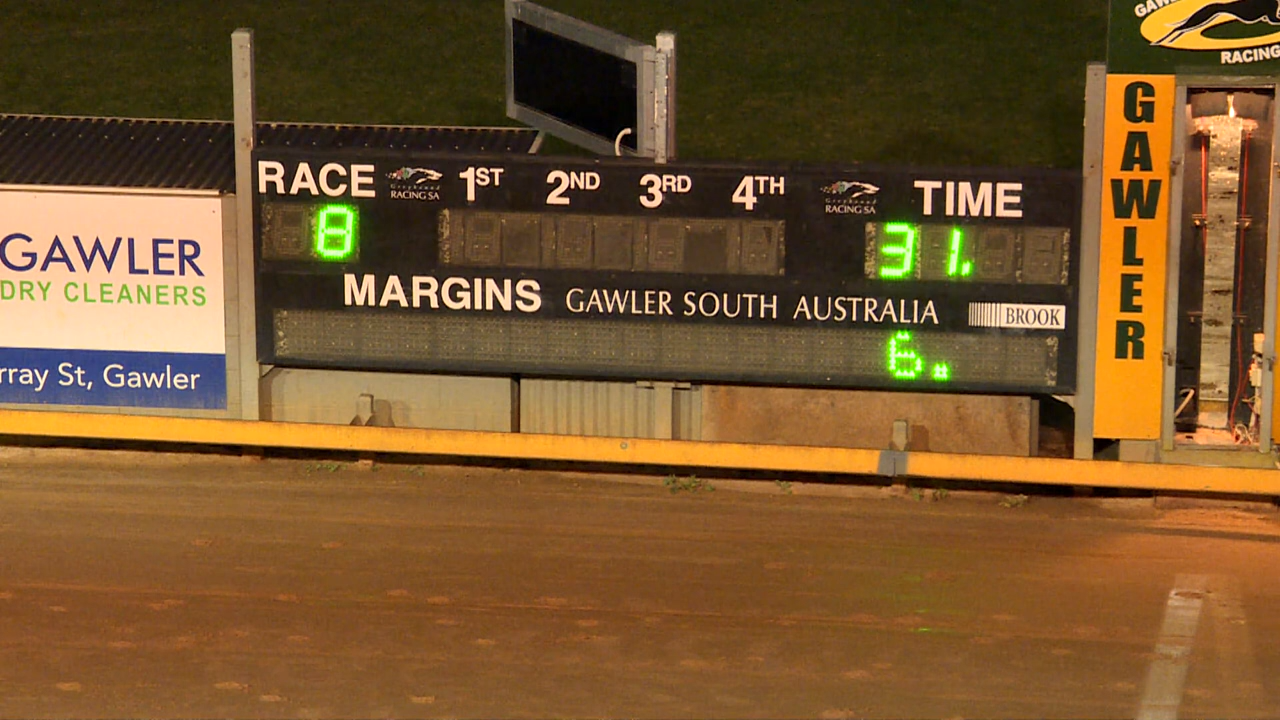 GAWL
RACING
GAWLER
RACE
Greyhound
RACING SA
1ST
2ND
3RD
4TH
Greyhound
RACING SA
TIME
8
31.
MARGINS
GAWLER SOUTH AUSTRALIA
BROOK
6.
GAWLER
DRY CLEANERS
rray St, Gawler